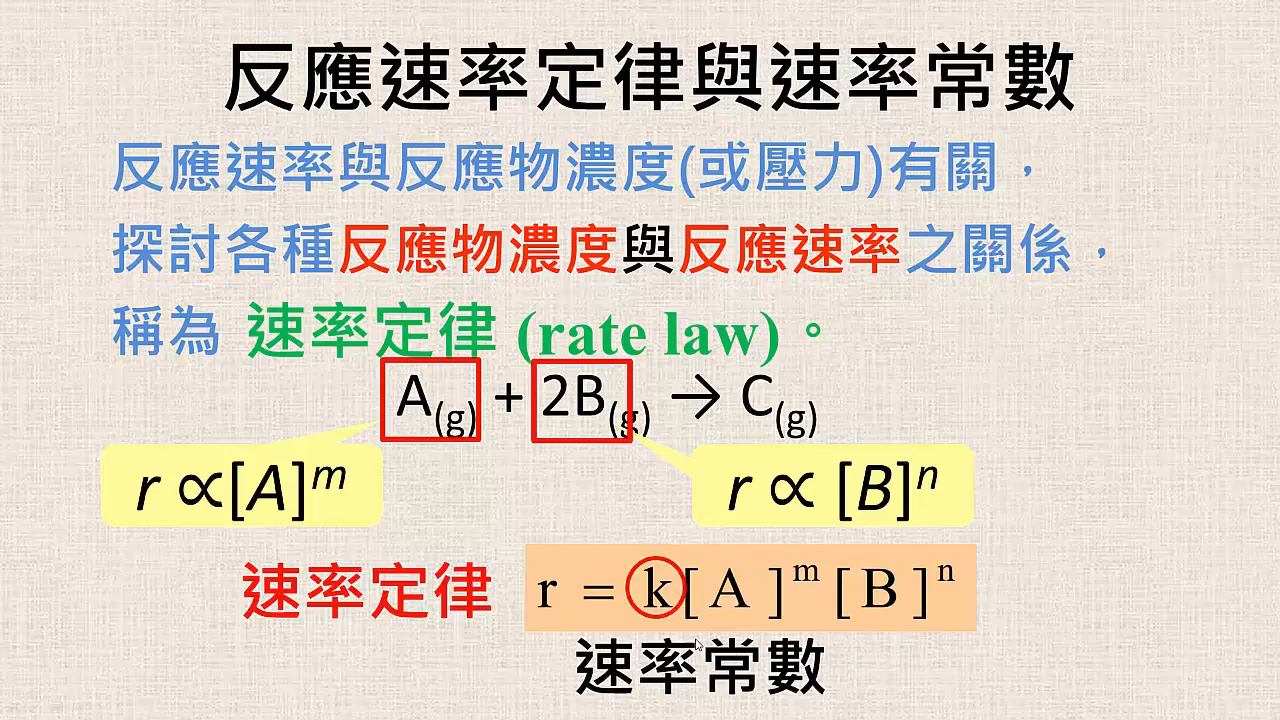 反應速率定律與速率常數
反應速率與反應物濃度(或壓力)有關，
探討各種反應物濃度與反應速率之關係，
稱為 速率定律 (rate law)。
A(g) + 2B(g) → C(g)
r ∝[A]^m
r ∝ [B]^n
速率定律 r = k[A]^m[B]^n
速率常數